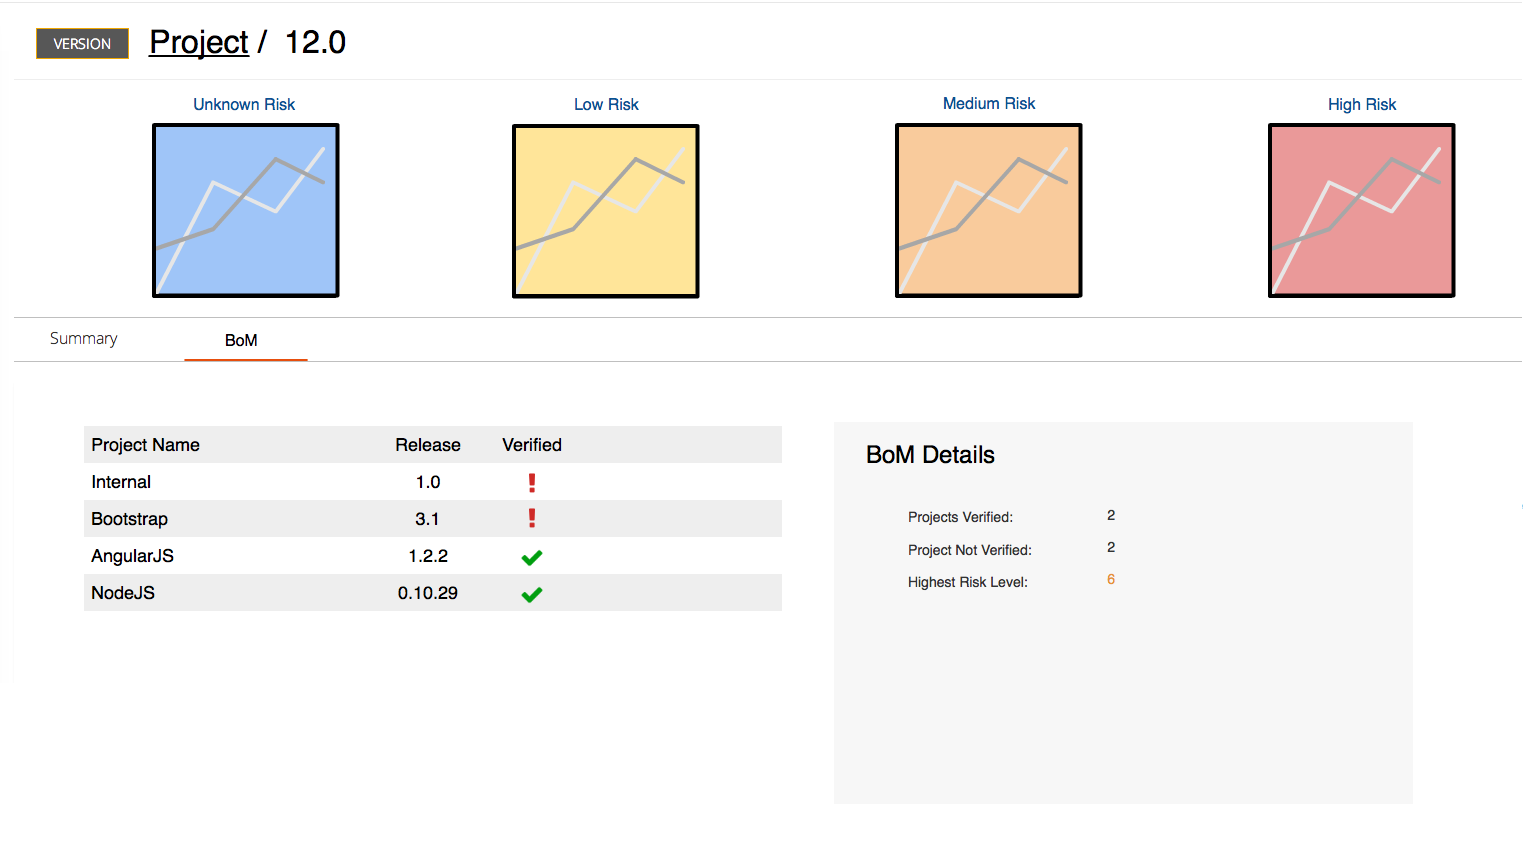 VERSION Project / 12.0
Unknown Risk Low Risk Medium Risk High Risk
Summary BoM
Project Name Release Verified
Internal 1.0
Bootstrap 3.1
AngularJS 1.2.2
NodeJS 0.10.29
BoM Details
Projects Verified: 2
Project Not Verified: 2
Highest Risk Level: 6